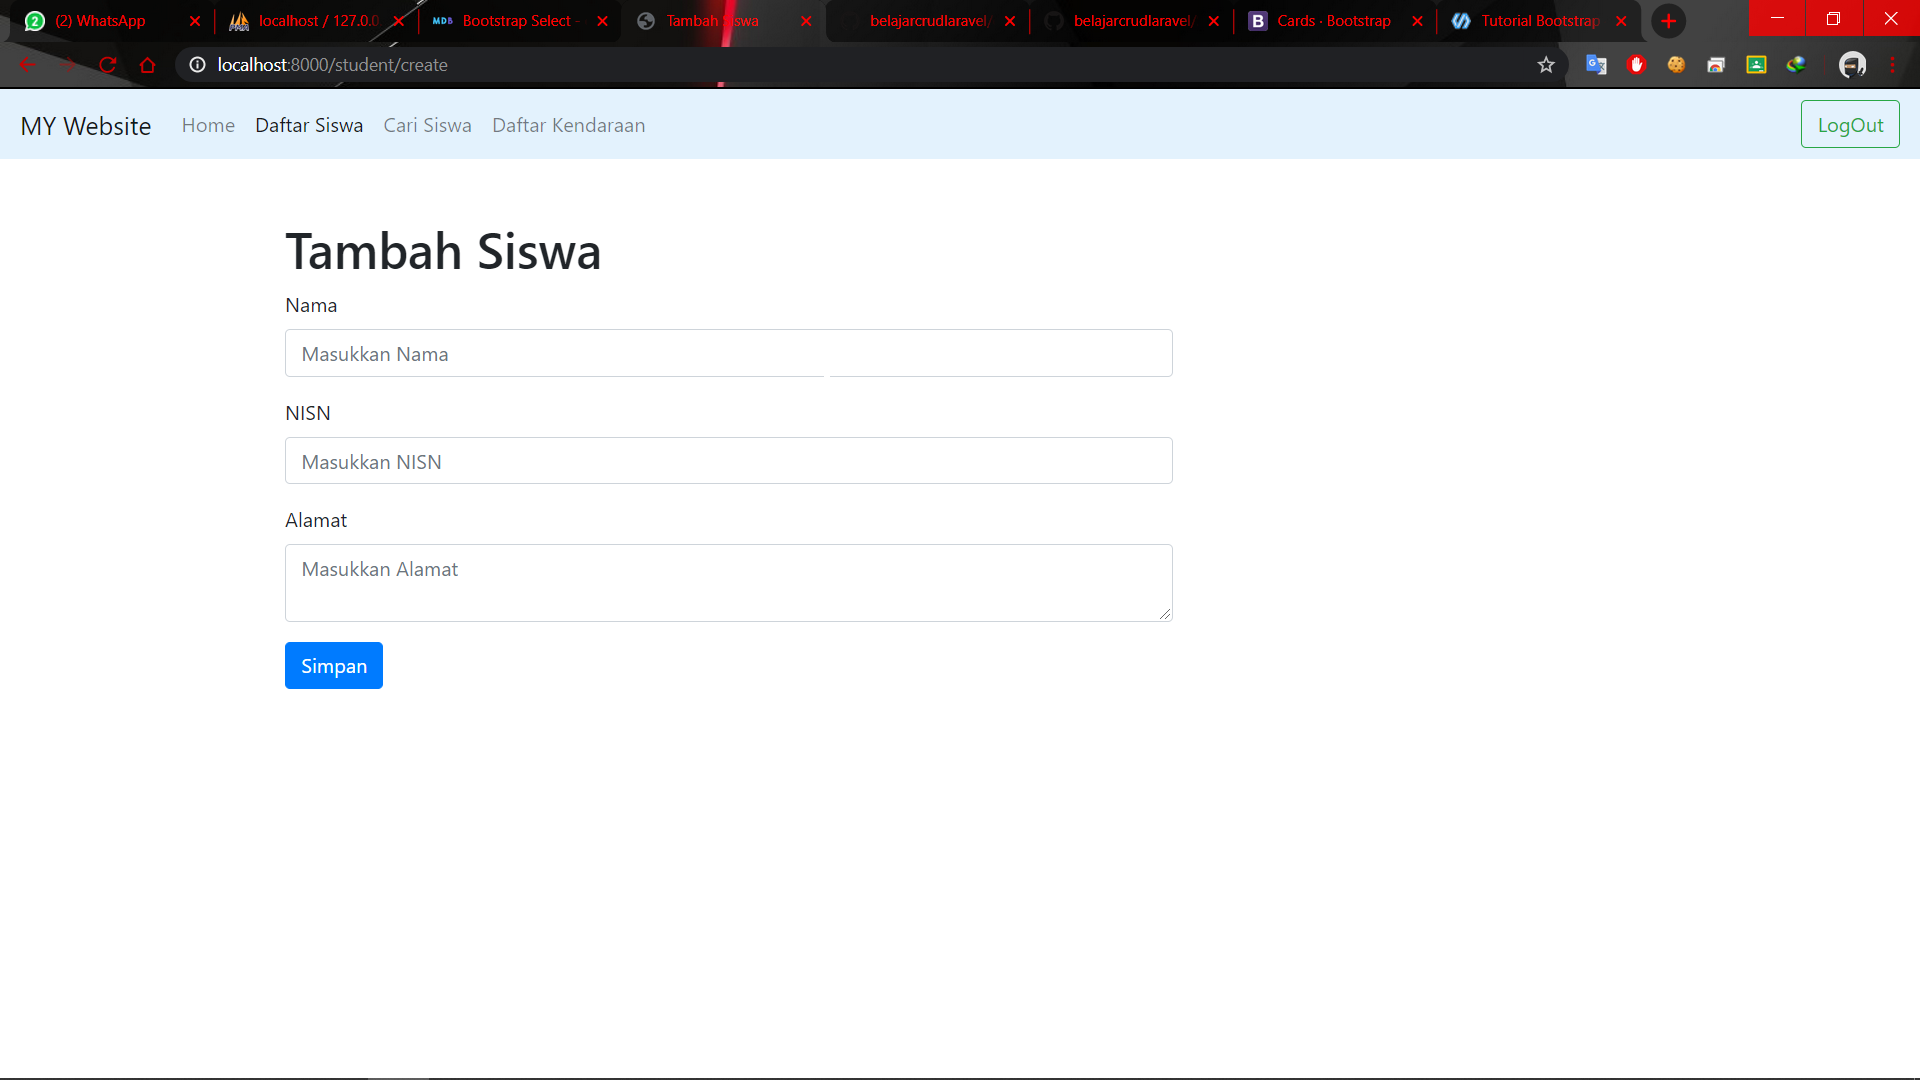 (2) WhatsApp
localhost / 127.0.0
MDB Bootstrap Select -
Tambah Siswa
belajarcrudlaravel/
belajarcrudlaravel/
B Cards · Bootstrap
Tutorial Bootstrap
localhost:8000/student/create
MY Website Home Daftar Siswa Cari Siswa Daftar Kendaraan LogOut
Tambah Siswa
Nama
Masukkan Nama
NISN
Masukkan NISN
Alamat
Masukkan Alamat
Simpan